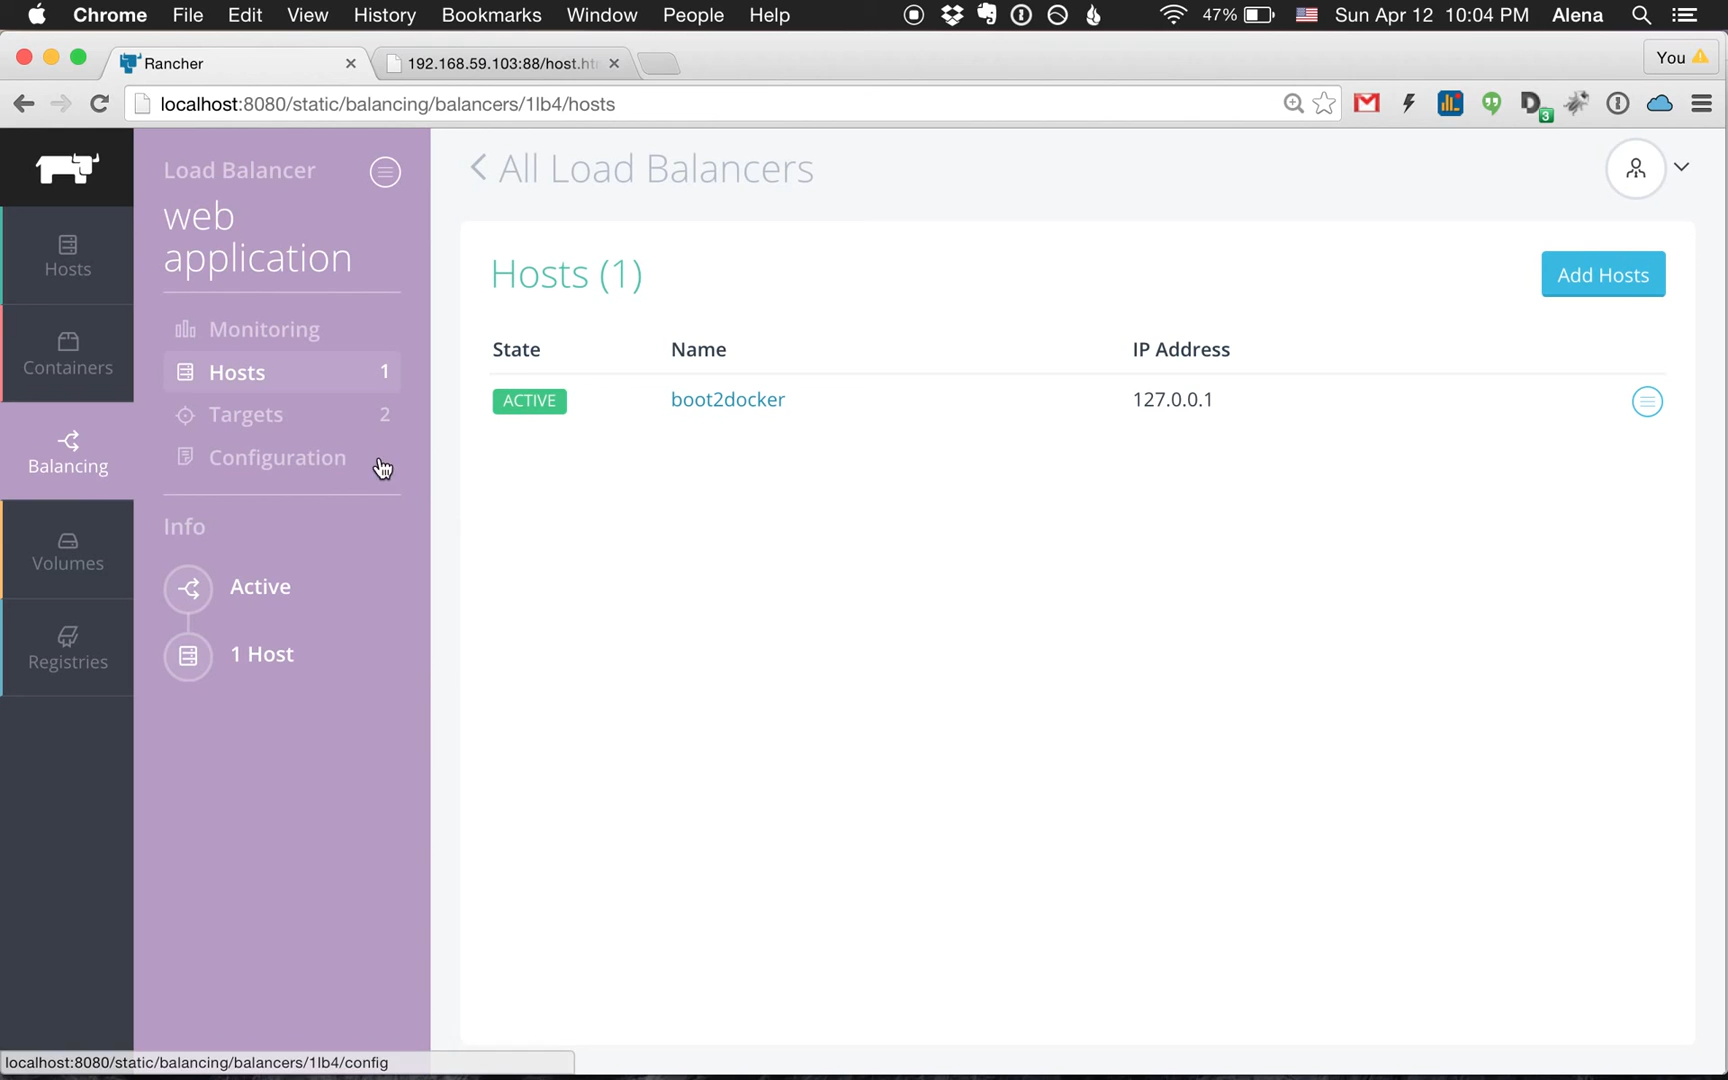 Chrome File Edit View History Bookmarks Window People Help 47% Sun Apr 12 10:04 PM Alena
Rancher 192.168.59.103:88/host.ht You
localhost:8080/static/balancing/balancers/1lb4/hosts
3
Load Balancer
web
application
Monitoring
Hosts 1
Targets 2
Configuration
Info
Active
1 Host
Hosts
Containers
Balancing
Volumes
Registries
All Load Balancers
Hosts (1)
Add Hosts
State Name IP Address
ACTIVE boot2docker 127.0.0.1
localhost:8080/static/balancing/balancers/1lb4/config